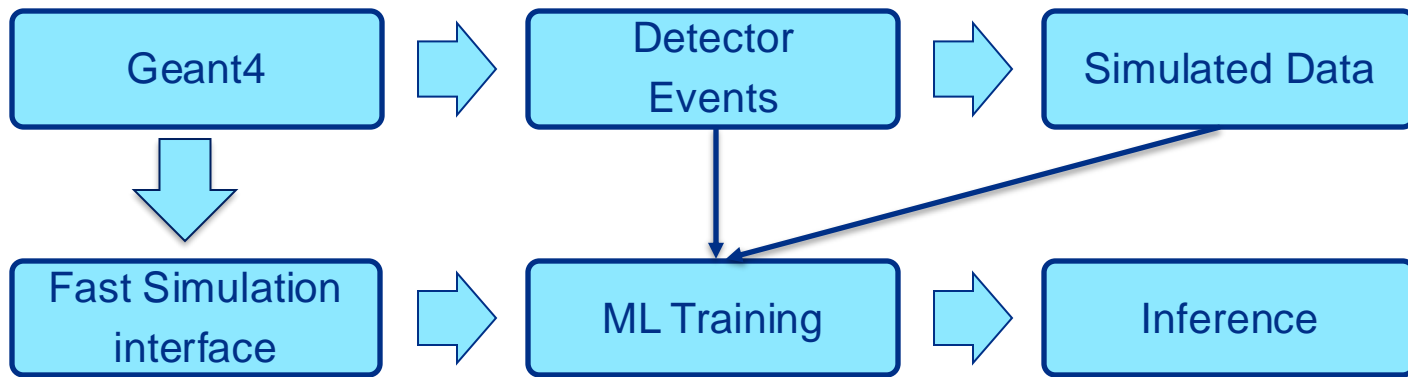 Geant4
Detector
Events
Simulated Data
Fast Simulation
interface
ML Training
Inference